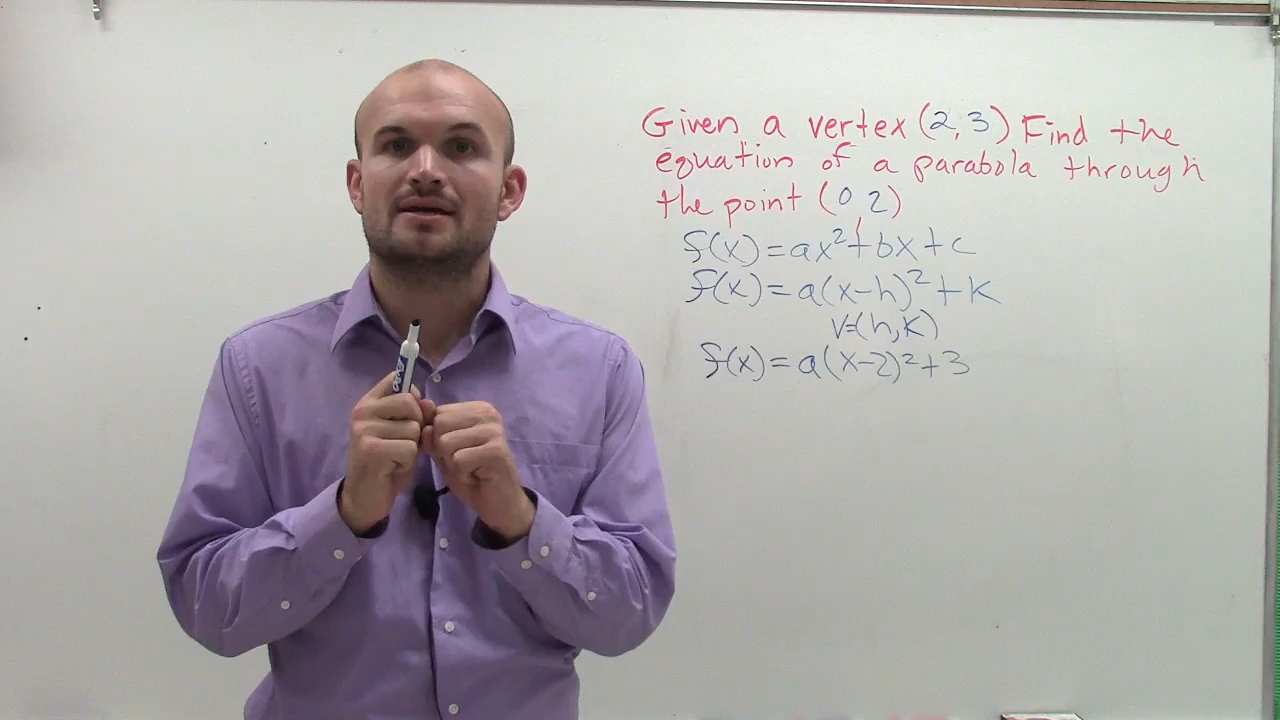 Given a vertex (2,3) Find the
equation of a parabola through
the point (0,2)
f(x)=ax²+bx+c
f(x)=a(x-h)²+K
V=(h,K)
f(x)=a(x-2)²+3
EXPO